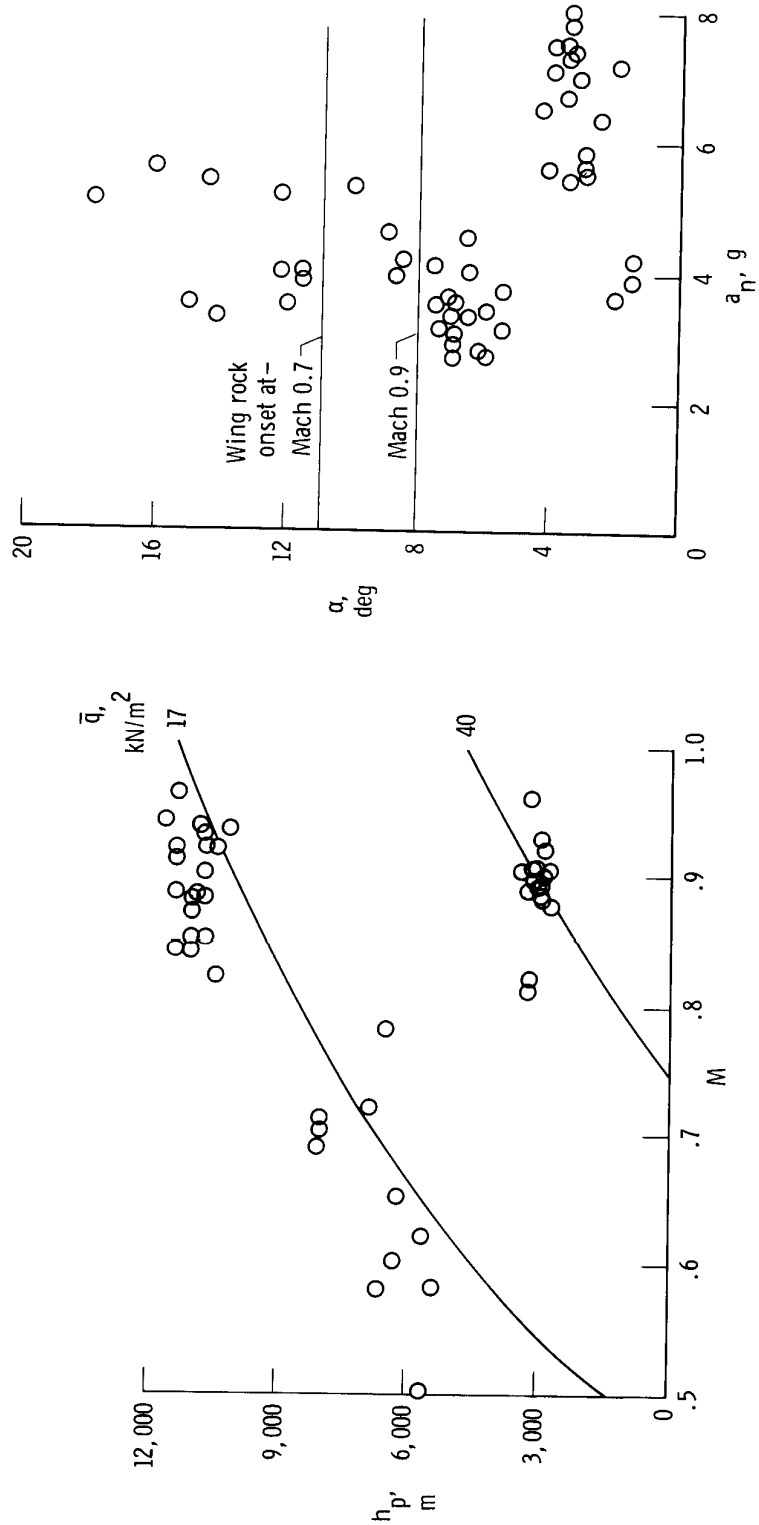 12,000
9,000
6,000
3,000
0
h_p,
m
.5
.6
.7
.8
.9
1.0
M
q̄,
kN/m²
17
40
20
16
12
8
4
0
α,
deg
2
4
6
8
a_n, g
Wing rock
onset at–
Mach 0.7
Mach 0.9